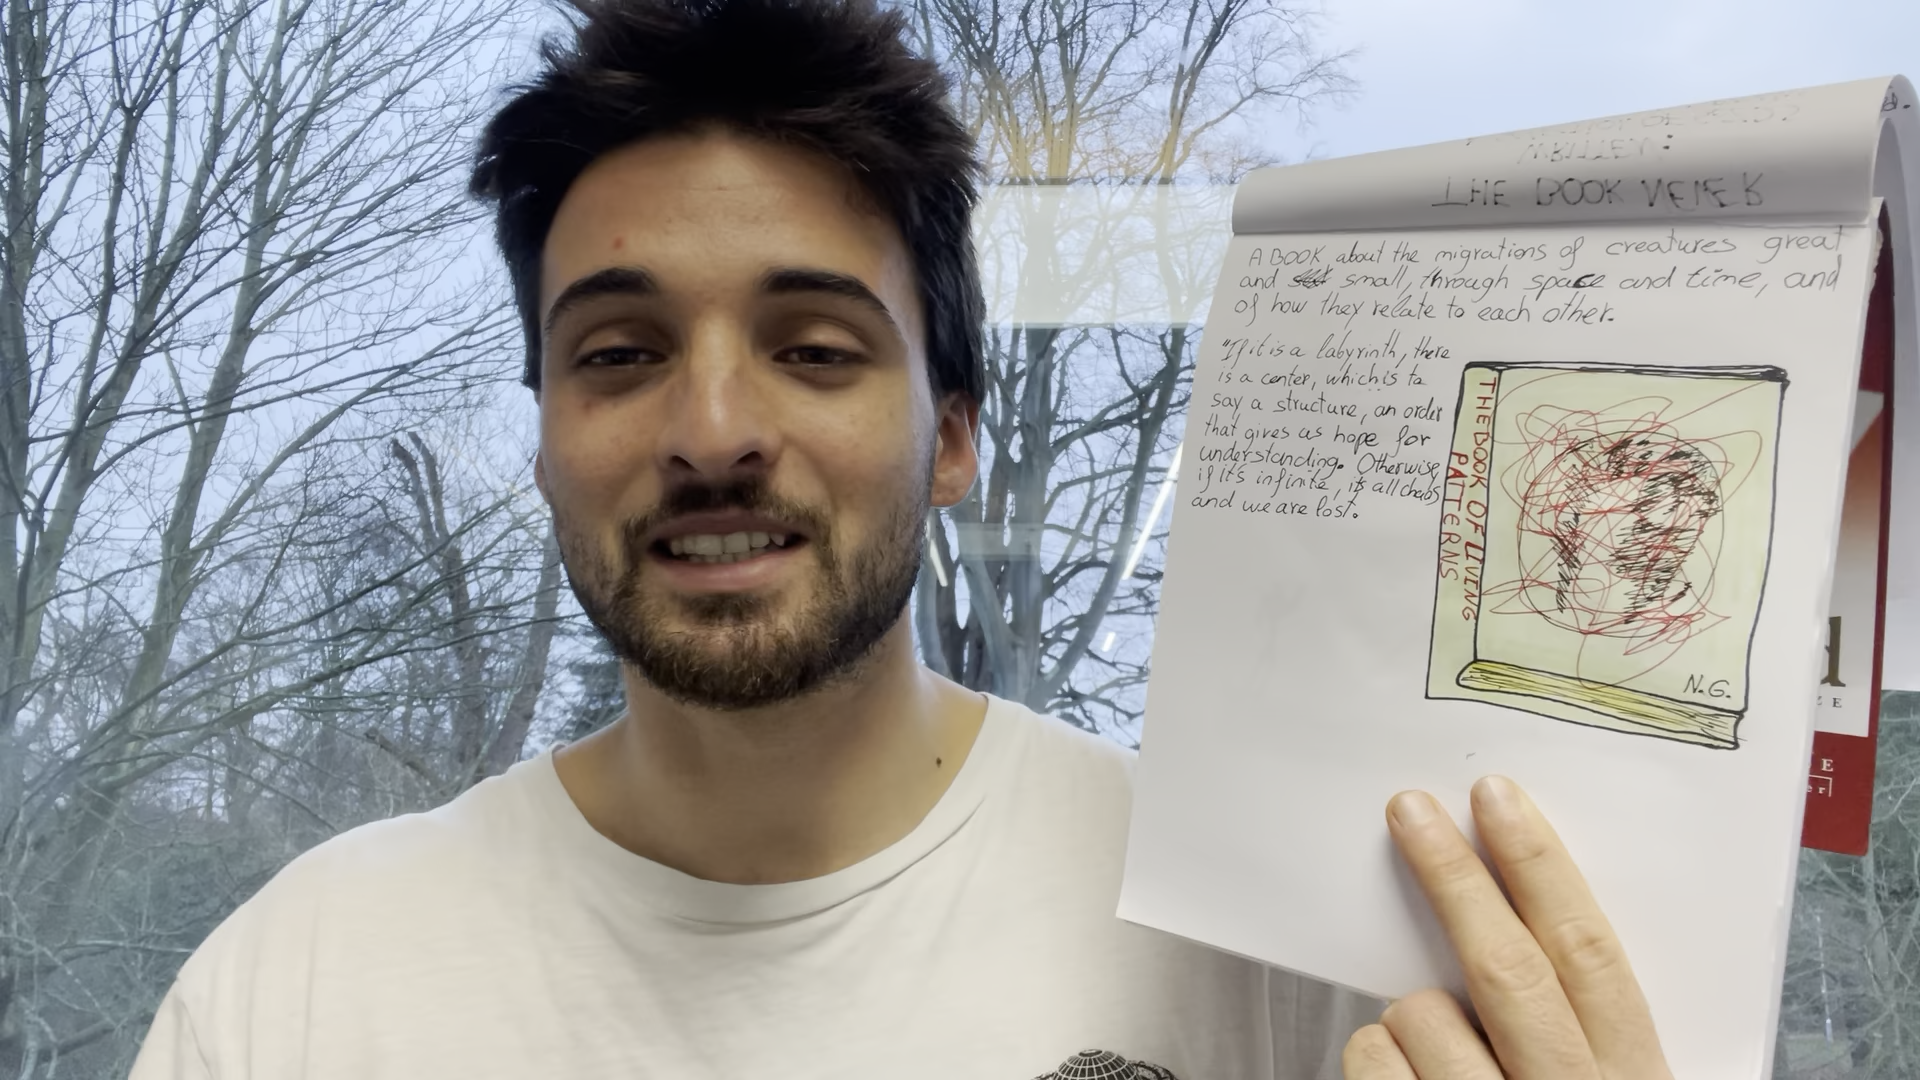 WRITTEN:
THE BOOK NEVER
A BOOK about the migrations of creatures great
and small, through space and time, and
of how they relate to each other.
"If it is a labyrinth, there
is a center, which is to
say a structure, an order
that gives us hope for
understanding. Otherwise,
if it's infinite, it's all chaos
and we are lost.
THE BOOK OF LIVING
PATTERNS
N.G.